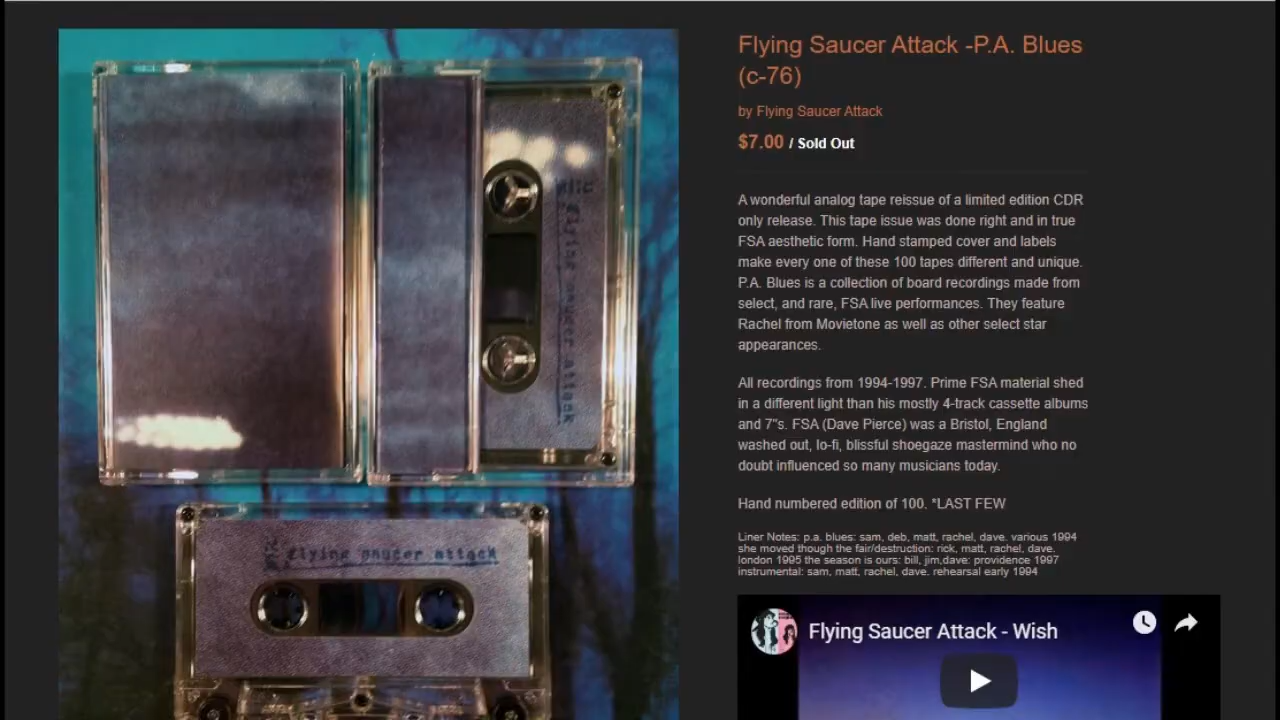 Flying Saucer Attack -P.A. Blues
(c-76)
by Flying Saucer Attack
$7.00 / Sold Out
A wonderful analog tape reissue of a limited edition CDR
only release. This tape issue was done right and in true
FSA aesthetic form. Hand stamped cover and labels
make every one of these 100 tapes different and unique.
P.A. Blues is a collection of board recordings made from
select, and rare, FSA live performances. They feature
Rachel from Movietone as well as other select star
appearances.
All recordings from 1994-1997. Prime FSA material shed
in a different light than his mostly 4-track cassette albums
and 7"s. FSA (Dave Pierce) was a Bristol, England
washed out, lo-fi, blissful shoegaze mastermind who no
doubt influenced so many musicians today.
Hand numbered edition of 100. *LAST FEW
Liner Notes: p.a. blues: sam, deb, matt, rachel, dave. various 1994
she moved though the fair/destruction: rick, matt, rachel, dave.
london 1995 the season is ours: bill, jim,dave: providence 1997
instrumental: sam, matt, rachel, dave. rehearsal early 1994
Flying Saucer Attack - Wish
flying saucer attack
flying saucer attack